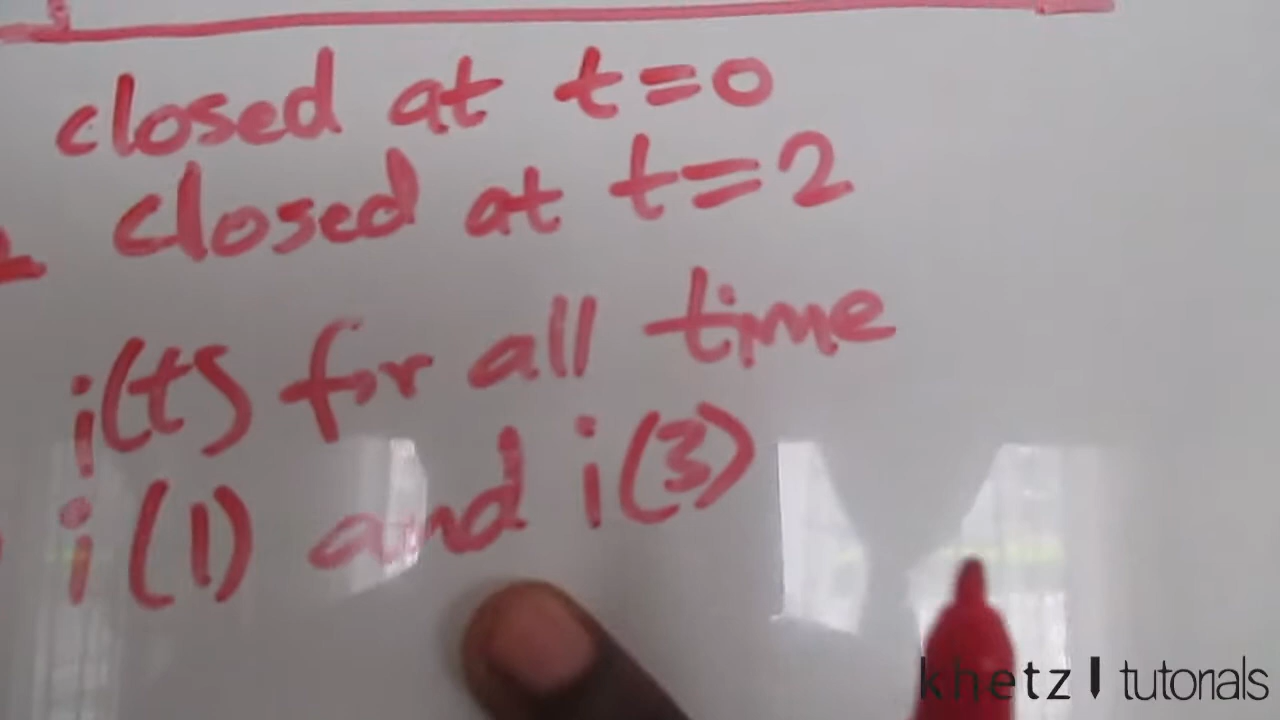 closed at t=0
closed at t=2
i(t) for all time
i(1) and i(3)
khetz tutorials